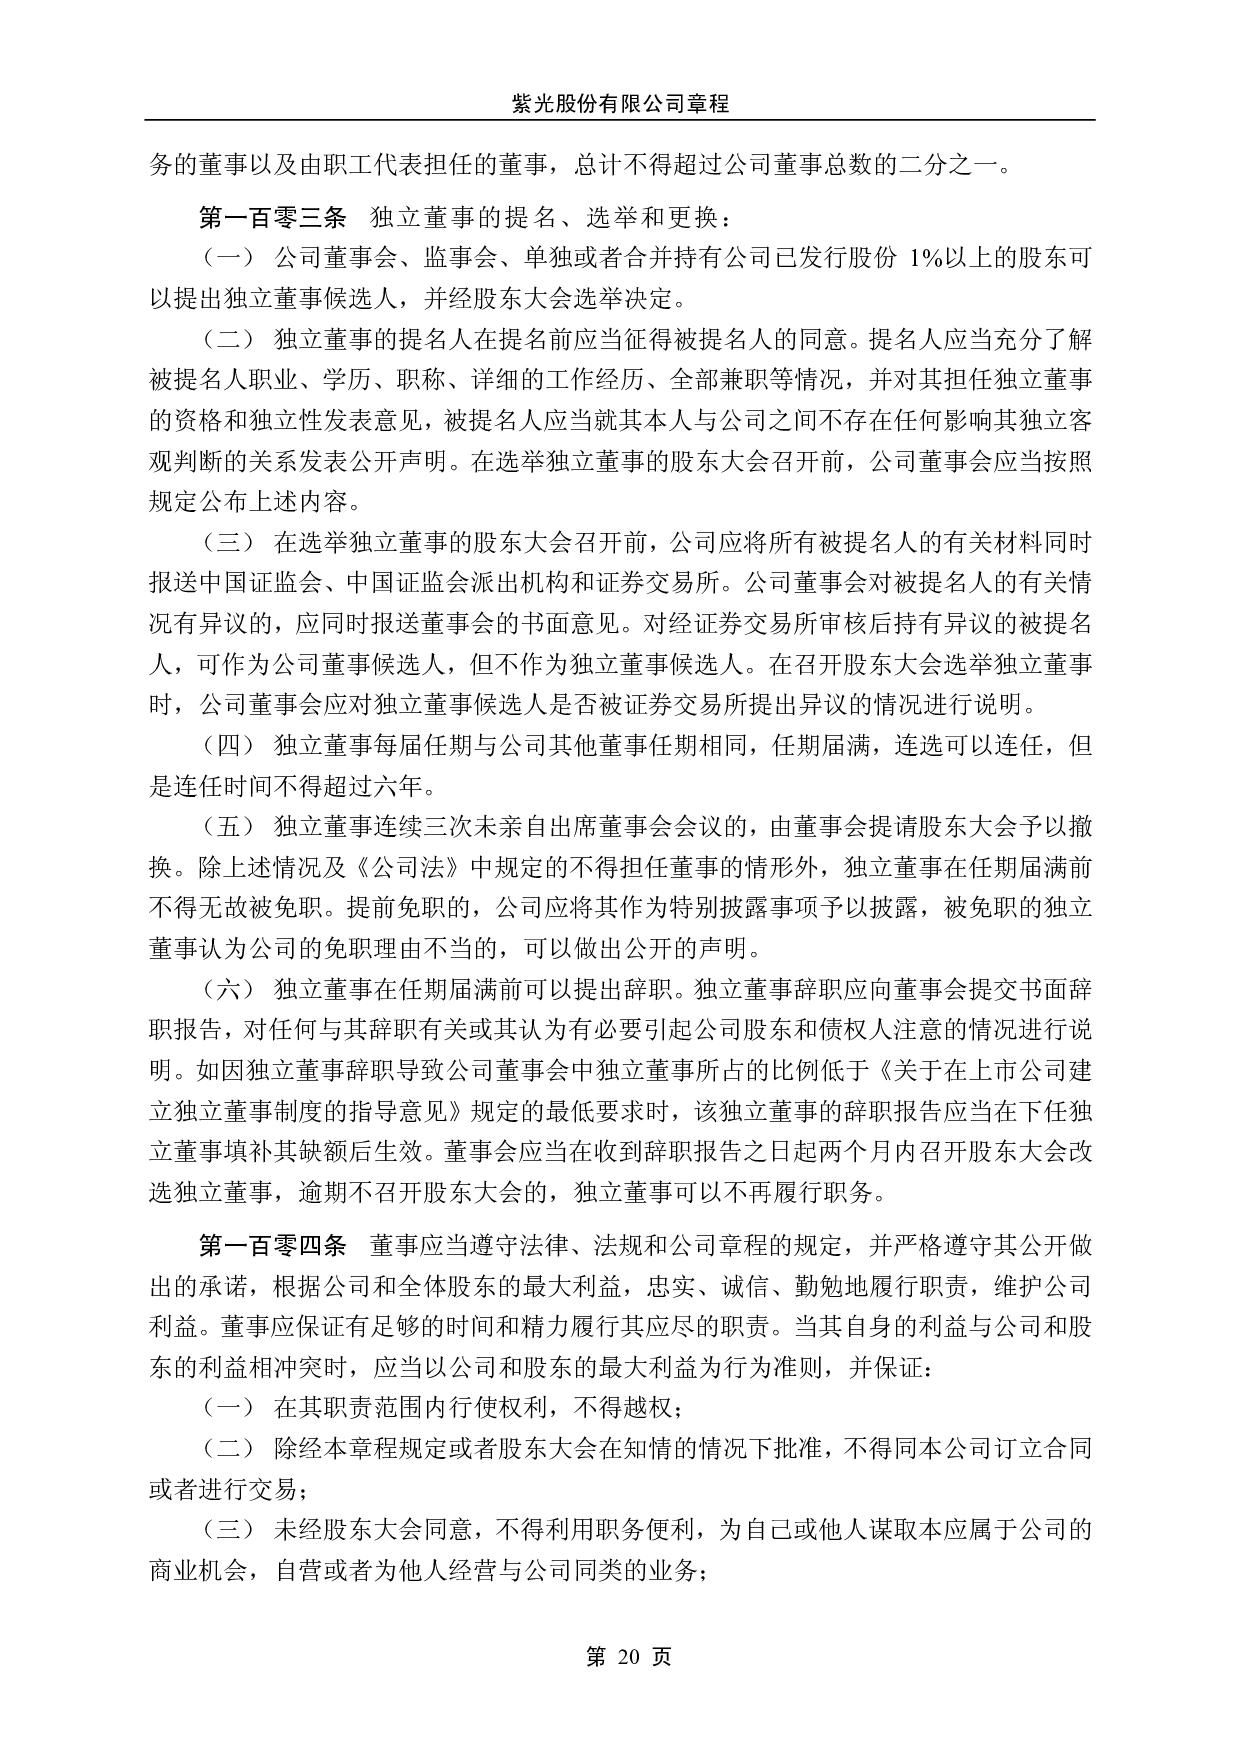 紫光股份有限公司章程
务的董事以及由职工代表担任的董事，总计不得超过公司董事总数的二分之一。
第一百零三条 独立董事的提名、选举和更换：
（一） 公司董事会、监事会、单独或者合并持有公司已发行股份 1%以上的股东可
以提出独立董事候选人，并经股东大会选举决定。
（二） 独立董事的提名人在提名前应当征得被提名人的同意。提名人应当充分了解
被提名人职业、学历、职称、详细的工作经历、全部兼职等情况，并对其担任独立董事
的资格和独立性发表意见，被提名人应当就其本人与公司之间不存在任何影响其独立客
观判断的关系发表公开声明。在选举独立董事的股东大会召开前，公司董事会应当按照
规定公布上述内容。
（三） 在选举独立董事的股东大会召开前，公司应将所有被提名人的有关材料同时
报送中国证监会、中国证监会派出机构和证券交易所。公司董事会对被提名人的有关情
况有异议的，应同时报送董事会的书面意见。对经证券交易所审核后持有异议的被提名
人，可作为公司董事候选人，但不作为独立董事候选人。在召开股东大会选举独立董事
时，公司董事会应对独立董事候选人是否被证券交易所提出异议的情况进行说明。
（四） 独立董事每届任期与公司其他董事任期相同，任期届满，连选可以连任，但
是连任时间不得超过六年。
（五） 独立董事连续三次未亲自出席董事会会议的，由董事会提请股东大会予以撤
换。除上述情况及《公司法》中规定的不得担任董事的情形外，独立董事在任期届满前
不得无故被免职。提前免职的，公司应将其作为特别披露事项予以披露，被免职的独立
董事认为公司的免职理由不当的，可以做出公开的声明。
（六） 独立董事在任期届满前可以提出辞职。独立董事辞职应向董事会提交书面辞
职报告，对任何与其辞职有关或其认为有必要引起公司股东和债权人注意的情况进行说
明。如因独立董事辞职导致公司董事会中独立董事所占的比例低于《关于在上市公司建
立独立董事制度的指导意见》规定的最低要求时，该独立董事的辞职报告应当在下任独
立董事填补其缺额后生效。董事会应当在收到辞职报告之日起两个月内召开股东大会改
选独立董事，逾期不召开股东大会的，独立董事可以不再履行职务。
第一百零四条 董事应当遵守法律、法规和公司章程的规定，并严格遵守其公开做
出的承诺，根据公司和全体股东的最大利益，忠实、诚信、勤勉地履行职责，维护公司
利益。董事应保证有足够的时间和精力履行其应尽的职责。当其自身的利益与公司和股
东的利益相冲突时，应当以公司和股东的最大利益为行为准则，并保证：
（一） 在其职责范围内行使权利，不得越权；
（二） 除经本章程规定或者股东大会在知情的情况下批准，不得同本公司订立合同
或者进行交易；
（三） 未经股东大会同意，不得利用职务便利，为自己或他人谋取本应属于公司的
商业机会，自营或者为他人经营与公司同类的业务；
第 20 页